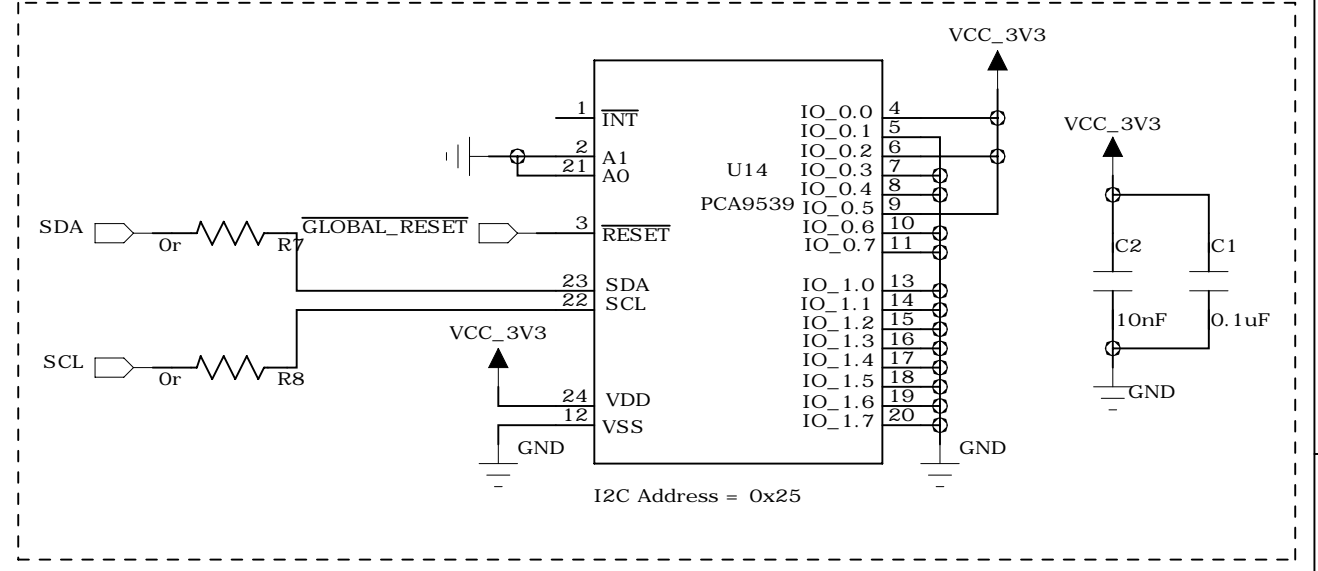 VCC_3V3
1
INT
2
A1
21
A0
3
RESET
23
SDA
22
SCL
24
VDD
12
VSS
U14
PCA9539
IO_0.0
4
IO_0.1
5
IO_0.2
6
IO_0.3
7
IO_0.4
8
IO_0.5
9
IO_0.6
10
IO_0.7
11
IO_1.0
13
IO_1.1
14
IO_1.2
15
IO_1.3
16
IO_1.4
17
IO_1.5
18
IO_1.6
19
IO_1.7
20
SDA
0r
R7
GLOBAL_RESET
SCL
0r
R8
VCC_3V3
GND
GND
I2C Address = 0x25
VCC_3V3
C2
C1
10nF
0.1uF
GND